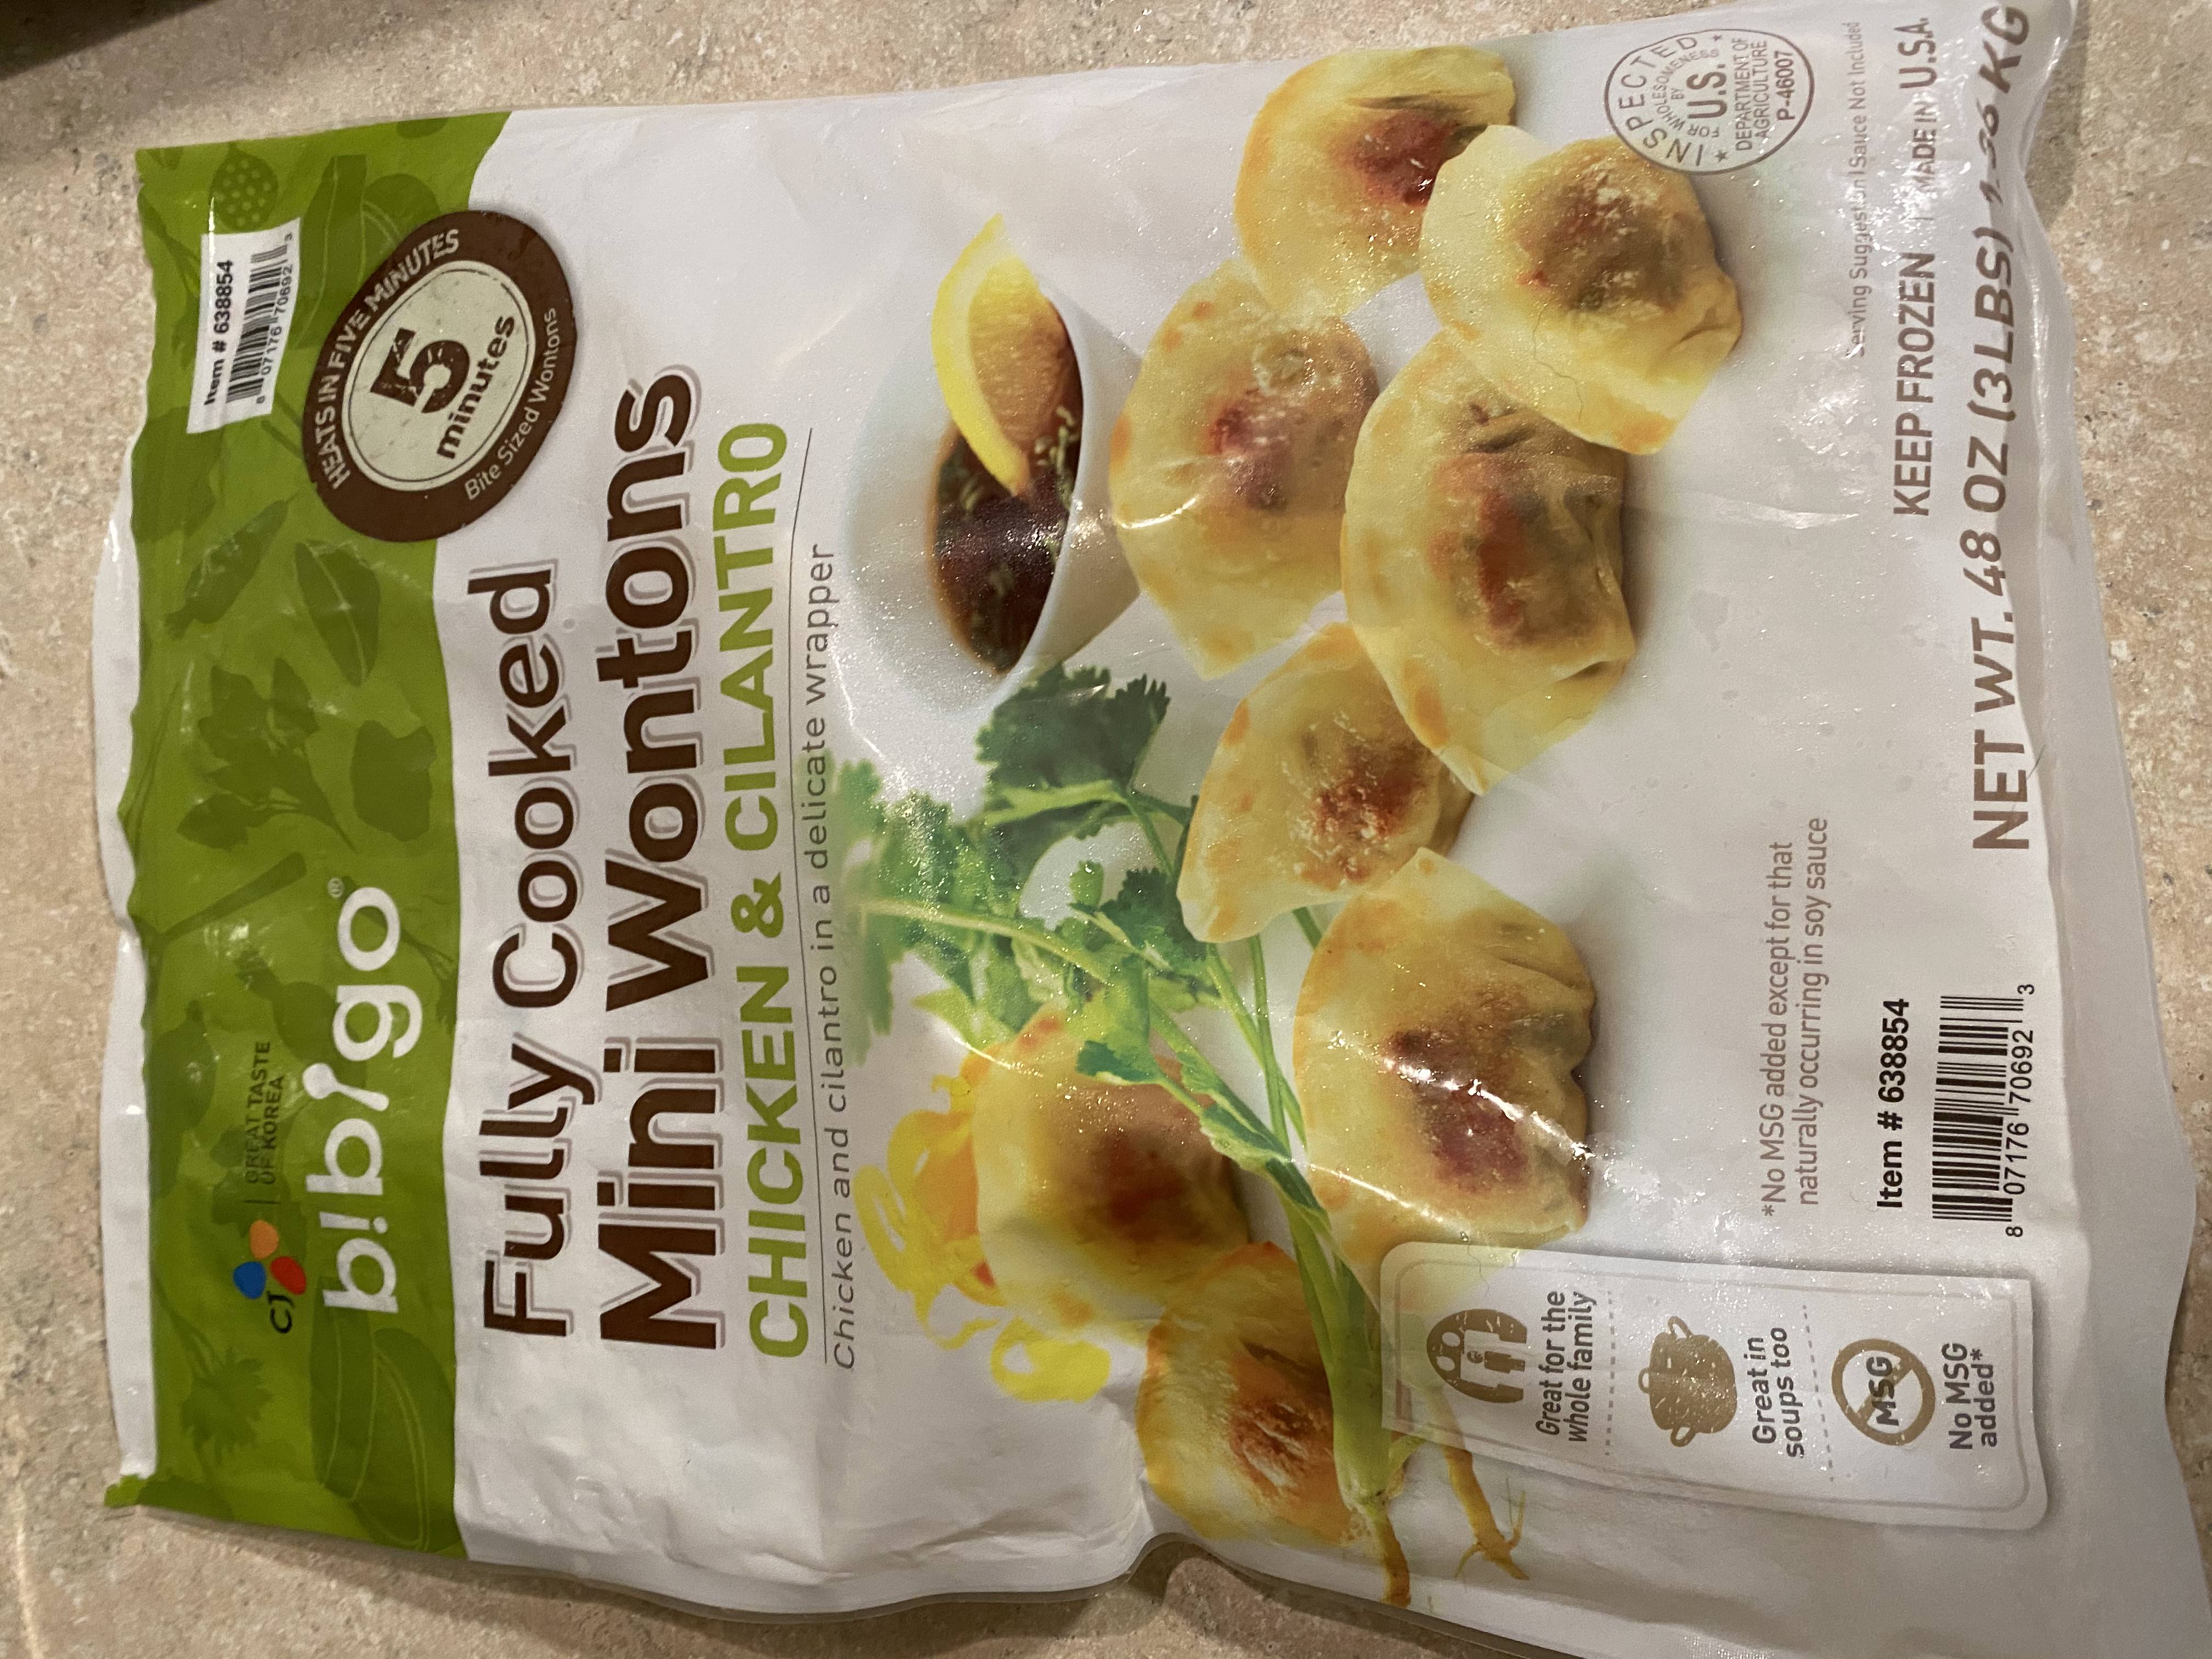 Item # 638854
8 07176 70692 3
CJ
GREAT TASTE
OF KOREA
b!bigo®
HEATS IN FIVE MINUTES
5
minutes
Bite Sized Wontons
Fully Cooked
Mini Wontons
CHICKEN & CILANTRO
Chicken and cilantro in a delicate wrapper
Great for the
whole family
Great in
soups too
MSG
No MSG
added*
*No MSG added except for that
naturally occurring in soy sauce
Item # 638854
8 07176 70692 3
INSPECTED
FOR WHOLESOMENESS
BY
U.S.
DEPARTMENT OF
AGRICULTURE
P-46007
Serving Suggestion | Sauce Not Included
KEEP FROZEN | MADE IN U.S.A.
NET WT. 48 OZ (3LBS) 1.36 KG